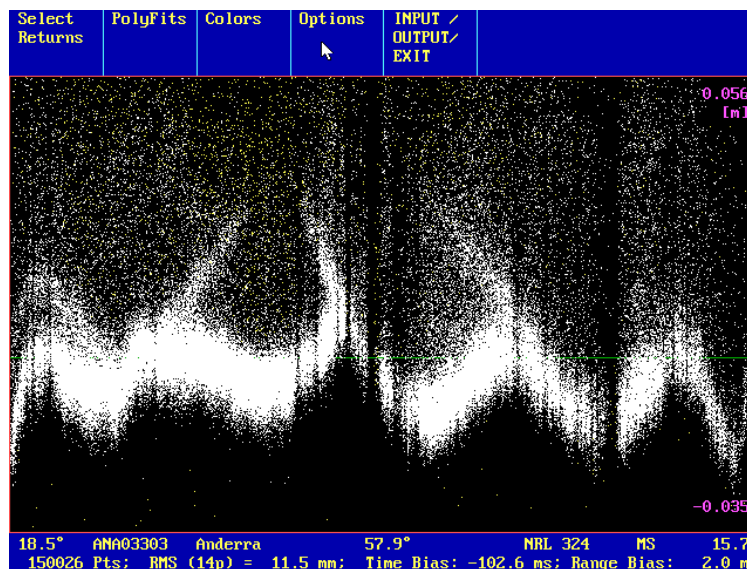 Select Returns
PolyFits
Colors
Options
INPUT / OUTPUT/ EXIT
0.056
[m]
-0.035
18.5° ANA03303 Anderra 57.9° NRL 324 MS 15.7
150026 Pts; RMS (14p) = 11.5 mm; Time Bias: -102.6 ms; Range Bias: 2.0 m